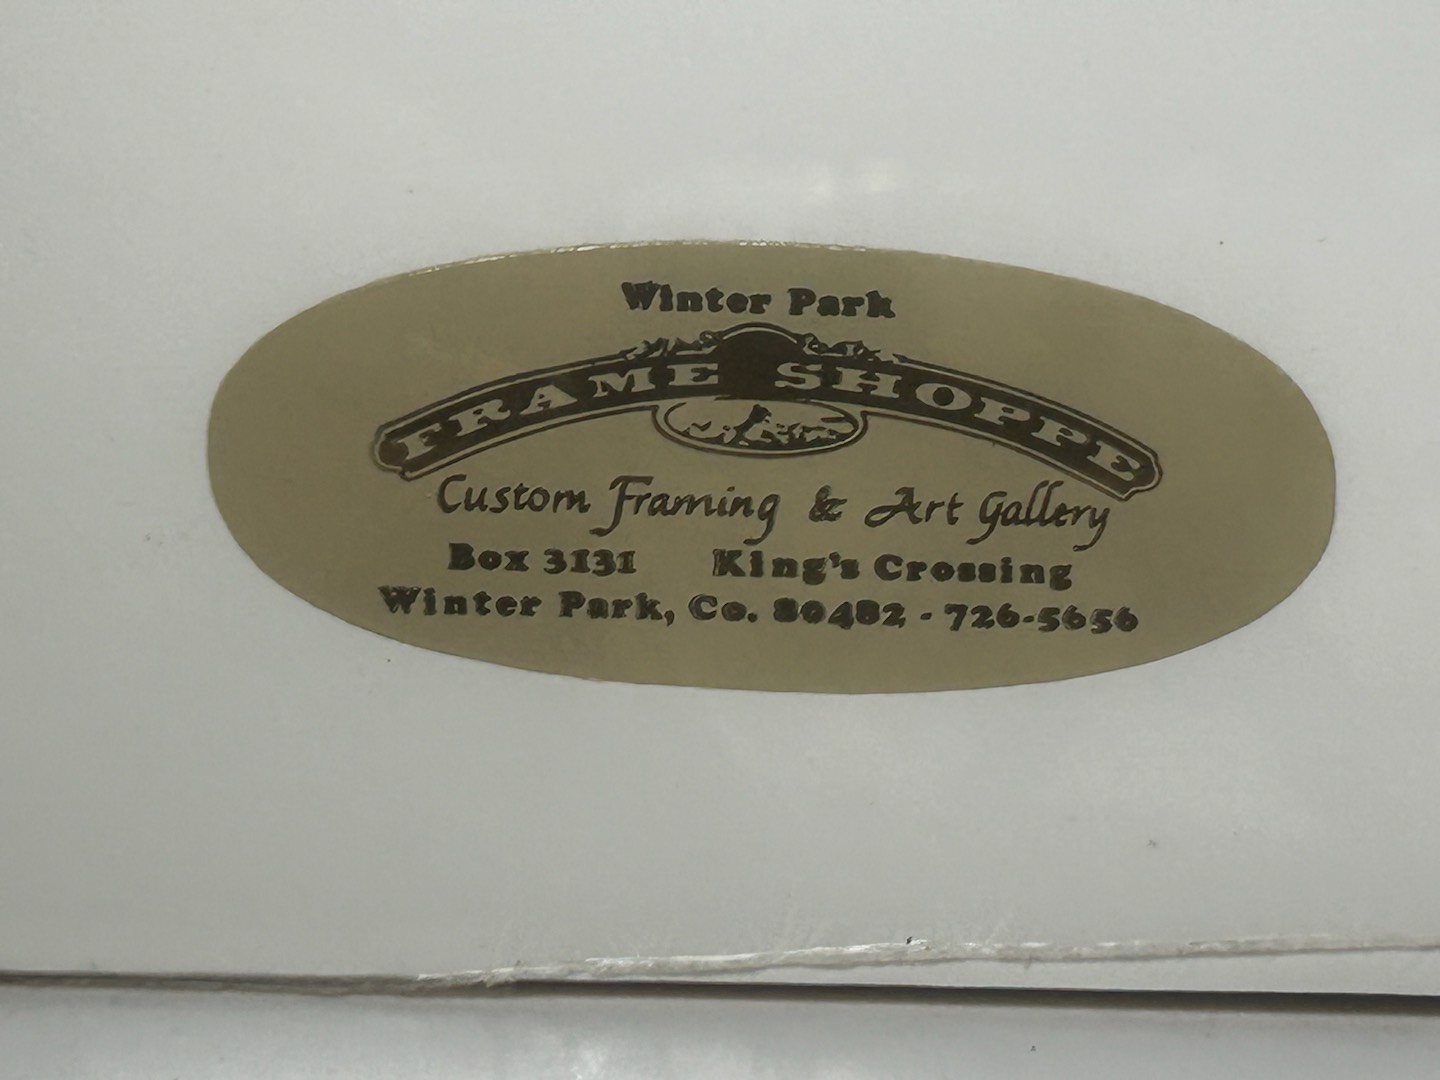 Winter Park
FRAME SHOPPE
Custom Framing & Art Gallery
Box 3131 King's Crossing
Winter Park, Co. 80482 - 726-5656